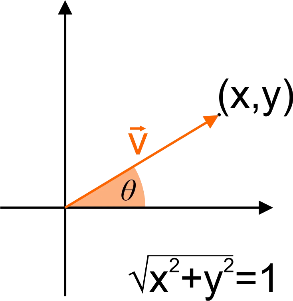 (x,y)
v⃗
θ
√x²+y²=1